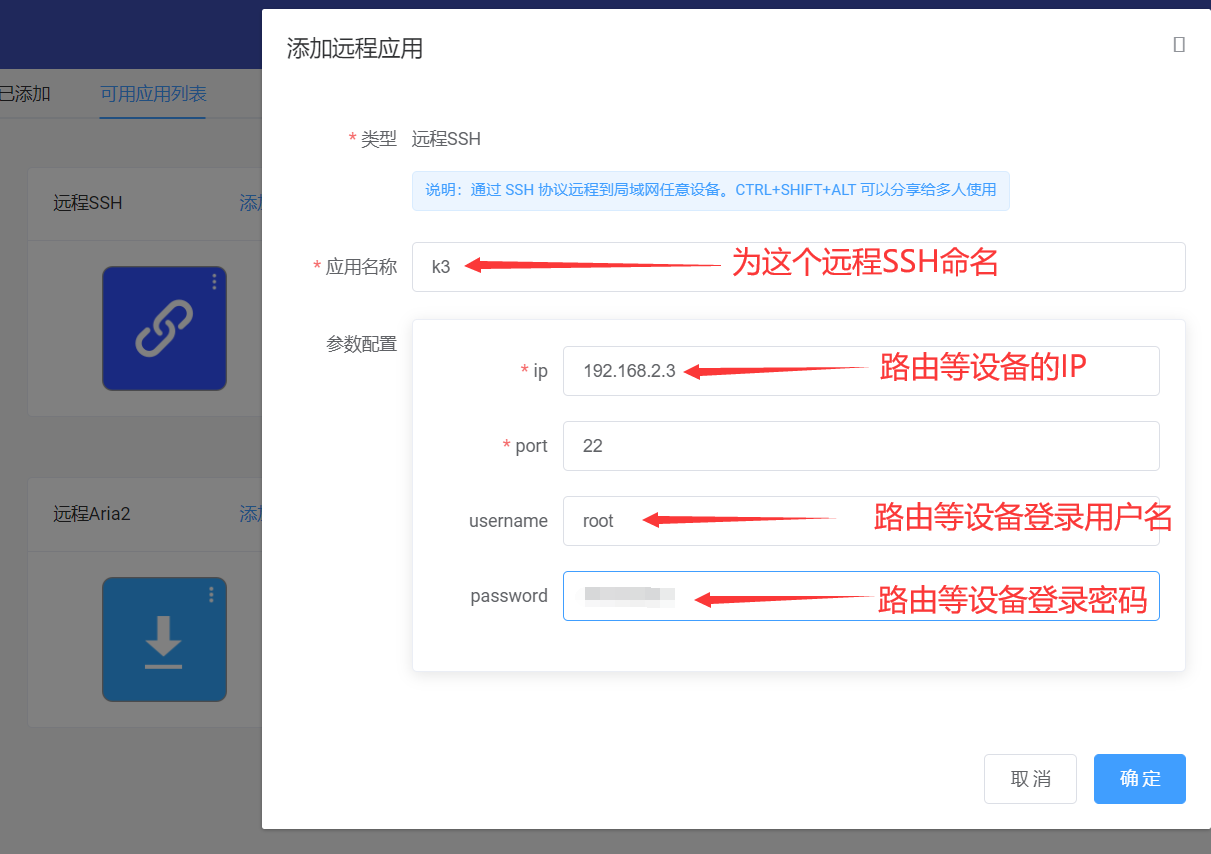 添加远程应用
已添加
可用应用列表
* 类型 远程SSH
说明：通过 SSH 协议远程到局域网任意设备。CTRL+SHIFT+ALT 可以分享给多人使用
远程SSH 添加
* 应用名称 k3 为这个远程SSH命名
参数配置
* ip 192.168.2.3 路由等设备的IP
* port 22
username root 路由等设备登录用户名
远程Aria2 添加
password 路由等设备登录密码
取消 确定